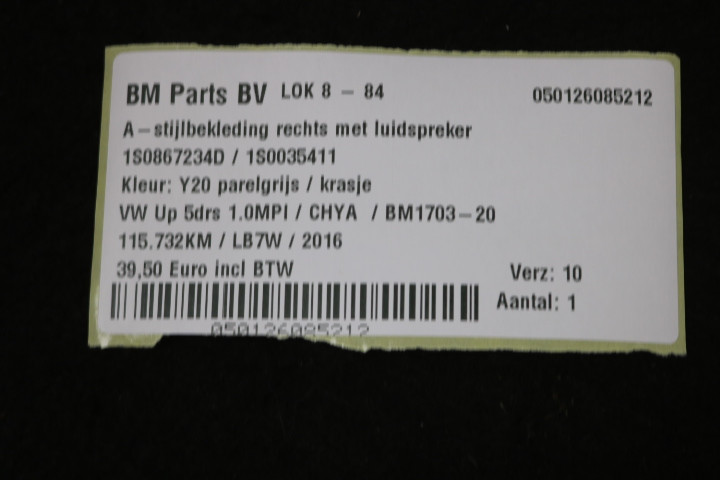 BM Parts BV LOK 8 - 84 050126085212
A-stijlbekleding rechts met luidspreker
1S0867234D / 1S0035411
Kleur: Y20 parelgrijs / krasje
VW Up 5drs 1.0MPI / CHYA / BM1703-20
115.732KM / LB7W / 2016
39,50 Euro incl BTW Verz: 10
Aantal: 1
050126085212